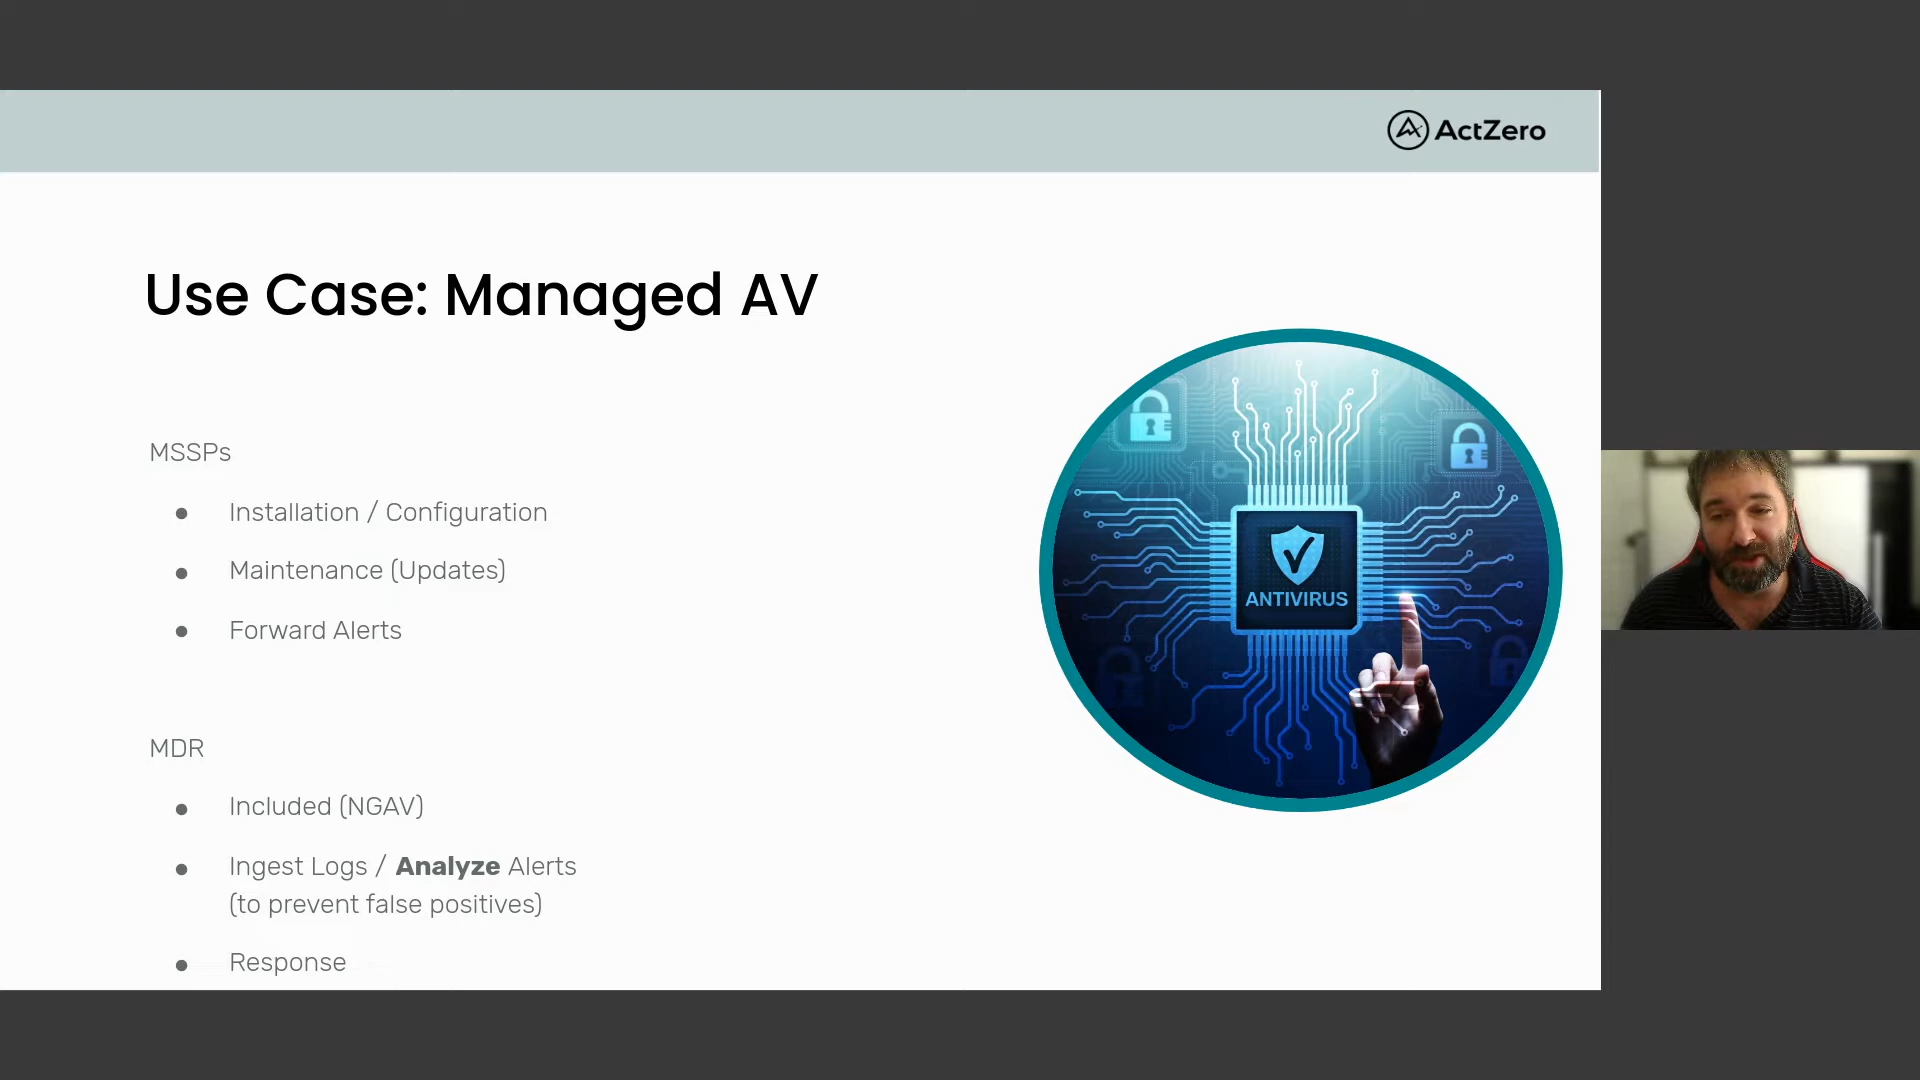 ActZero
Use Case: Managed AV
MSSPs
● Installation / Configuration
● Maintenance (Updates)
● Forward Alerts
ANTIVIRUS
MDR
● Included (NGAV)
● Ingest Logs / Analyze Alerts
(to prevent false positives)
● Response